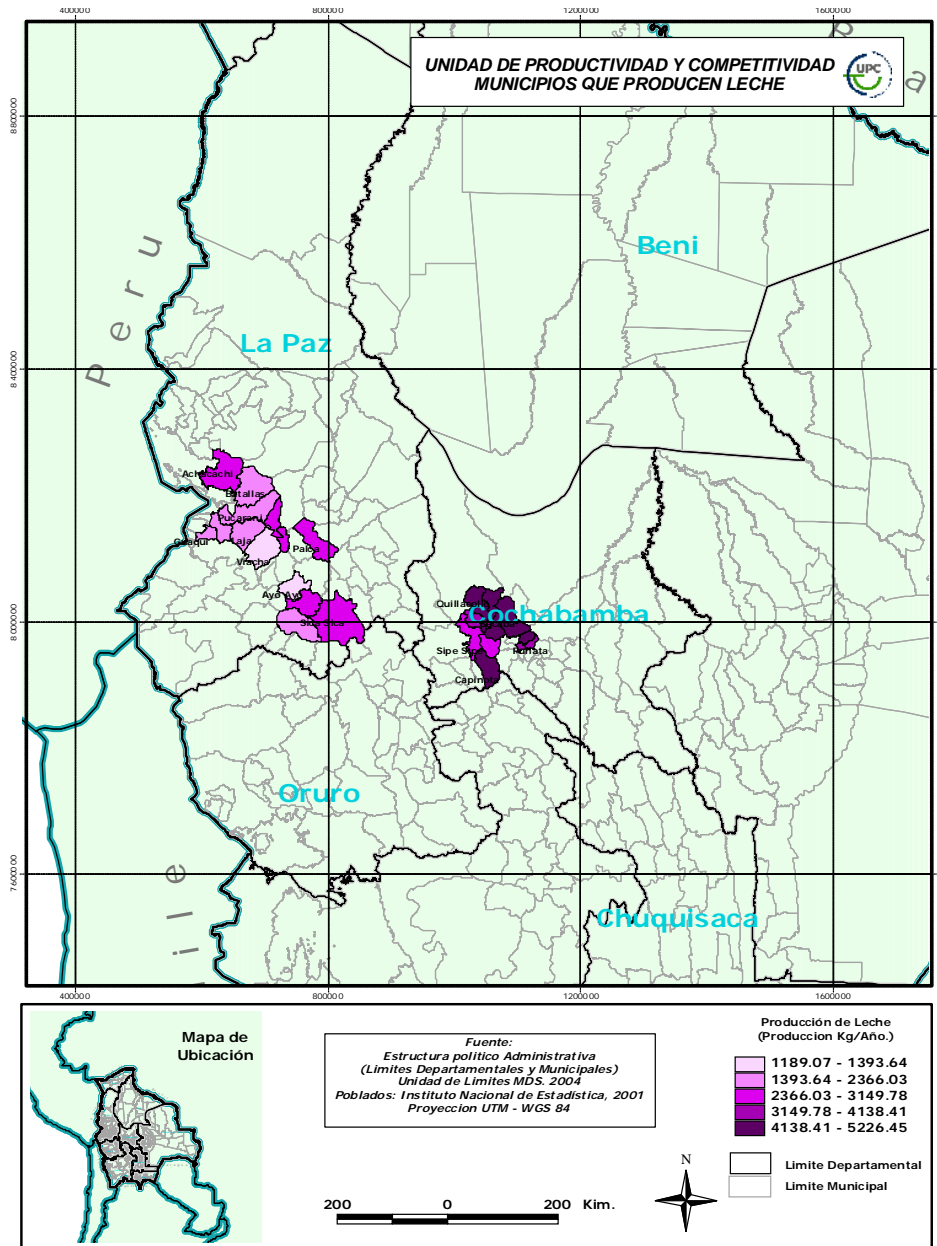 400000
800000
1200000
1600000
UNIDAD DE PRODUCTIVIDAD Y COMPETITIVIDAD
MUNICIPIOS QUE PRODUCEN LECHE
UPC
a
8800000
Beni
Peru
La Paz
8400000
Achacachi
Batallas
Pucarani
Guaqui
Laja
Palca
Viacha
Ayo Ayo
Quillacollo
Cochabamba
8000000
Sica Sica
Sipe Sipe
Punata
Capinota
Oruro
ile
7600000
Chuquisaca
400000
800000
1200000
1600000
Mapa de
Ubicación
Fuente:
Estructura político Administrativa
(Limites Departamentales y Municipales)
Unidad de Limites MDS. 2004
Poblados: Instituto Nacional de Estadistica, 2001
Proyeccion UTM - WGS 84
Producción de Leche
(Produccion Kg/Año.)
1189.07 - 1393.64
1393.64 - 2366.03
2366.03 - 3149.78
3149.78 - 4138.41
4138.41 - 5226.45
Limite Departamental
Limite Municipal
N
200 0 200 Kim.